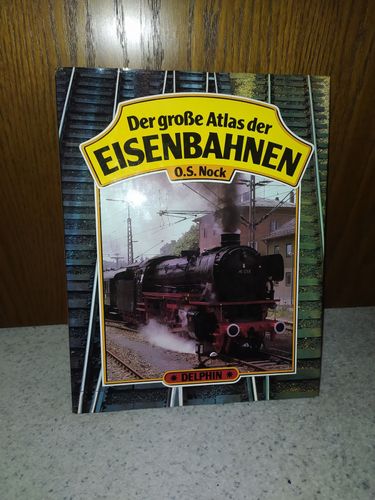 Der große Atlas der
EISENBAHNEN
O.S. Nock
DELPHIN